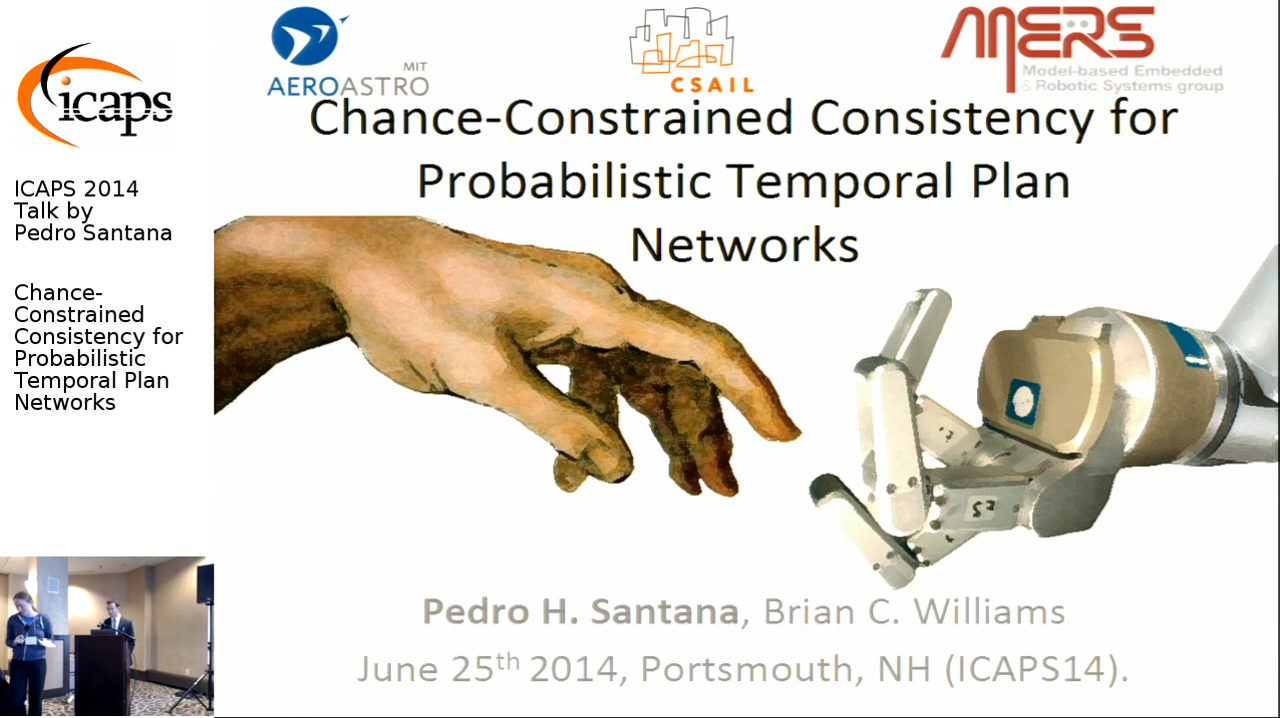 icaps
ICAPS 2014
Talk by
Pedro Santana
Chance-
Constrained
Consistency for
Probabilistic
Temporal Plan
Networks
MIT
AEROASTRO
CSAIL
MERS
Model-based Embedded
& Robotic Systems group
Chance-Constrained Consistency for
Probabilistic Temporal Plan
Networks
Pedro H. Santana, Brian C. Williams
June 25th 2014, Portsmouth, NH (ICAPS14).